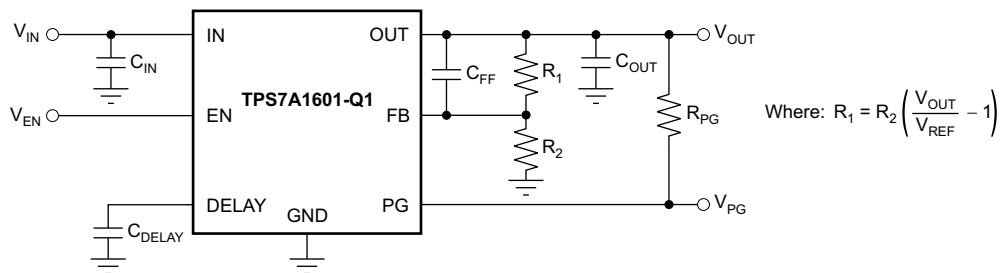 V_IN
IN
OUT
V_OUT
C_IN
C_FF
R_1
C_OUT
TPS7A1601-Q1
V_EN
EN
FB
R_PG
Where: R_1 = R_2 (V_OUT / V_REF − 1)
R_2
DELAY
GND
PG
V_PG
C_DELAY